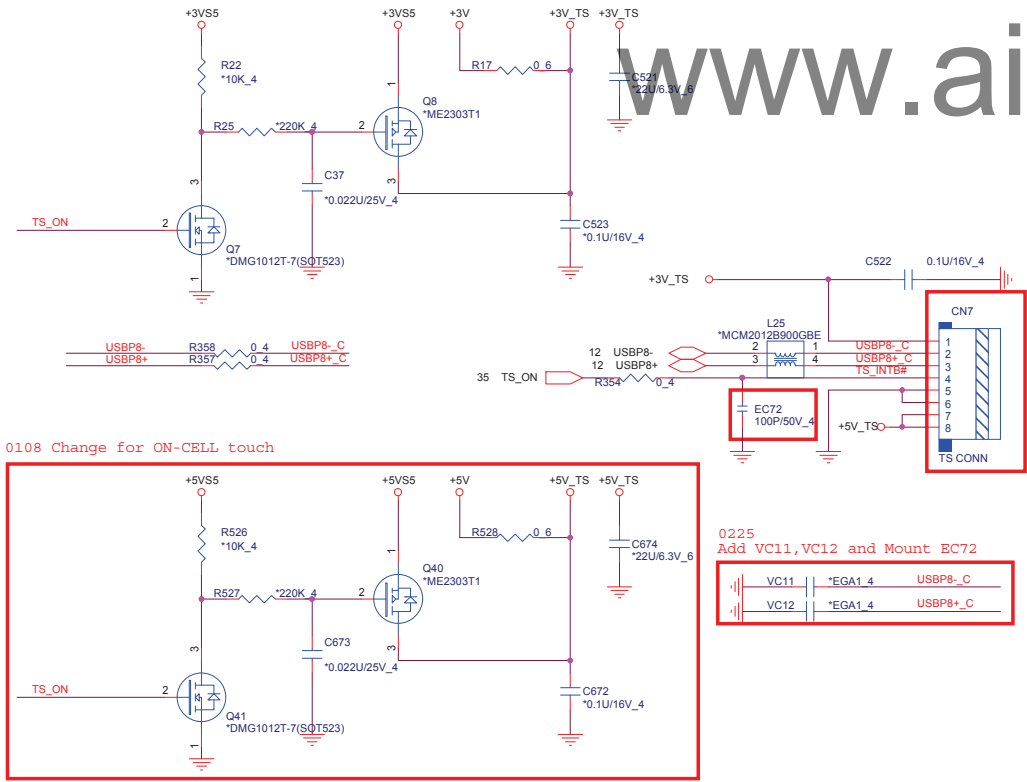 +3VS5
+3VS5
+3V
+3V_TS
+3V_TS
www.ai
R22
*10K_4
R17
0_6
C521
*22U/6.3V_6
1
Q8
*ME2303T1
R25
*220K_4
2
3
C37
*0.022U/25V_4
3
TS_ON
2
Q7
*DMG1012T-7(SOT523)
1
C523
*0.1U/16V_4
C522
0.1U/16V_4
+3V_TS
CN7
USBP8-
R358
0_4
USBP8-_C
USBP8+
R357
0_4
USBP8+_C
L25
*MCM2012B900GBE
12
USBP8-
2
1
USBP8-_C
12
USBP8+
3
4
USBP8+_C
35
TS_ON
R354
0_4
TS_INTB#
1
2
3
4
5
6
7
8
EC72
100P/50V_4
+5V_TS
TS CONN
0108 Change for ON-CELL touch
+5VS5
+5VS5
+5V
+5V_TS
+5V_TS
R526
*10K_4
R528
0_6
C674
*22U/6.3V_6
1
Q40
*ME2303T1
R527
*220K_4
2
3
C673
*0.022U/25V_4
3
TS_ON
2
Q41
*DMG1012T-7(SOT523)
1
C672
*0.1U/16V_4
0225
Add VC11,VC12 and Mount EC72
VC11
*EGA1_4
USBP8-_C
VC12
*EGA1_4
USBP8+_C